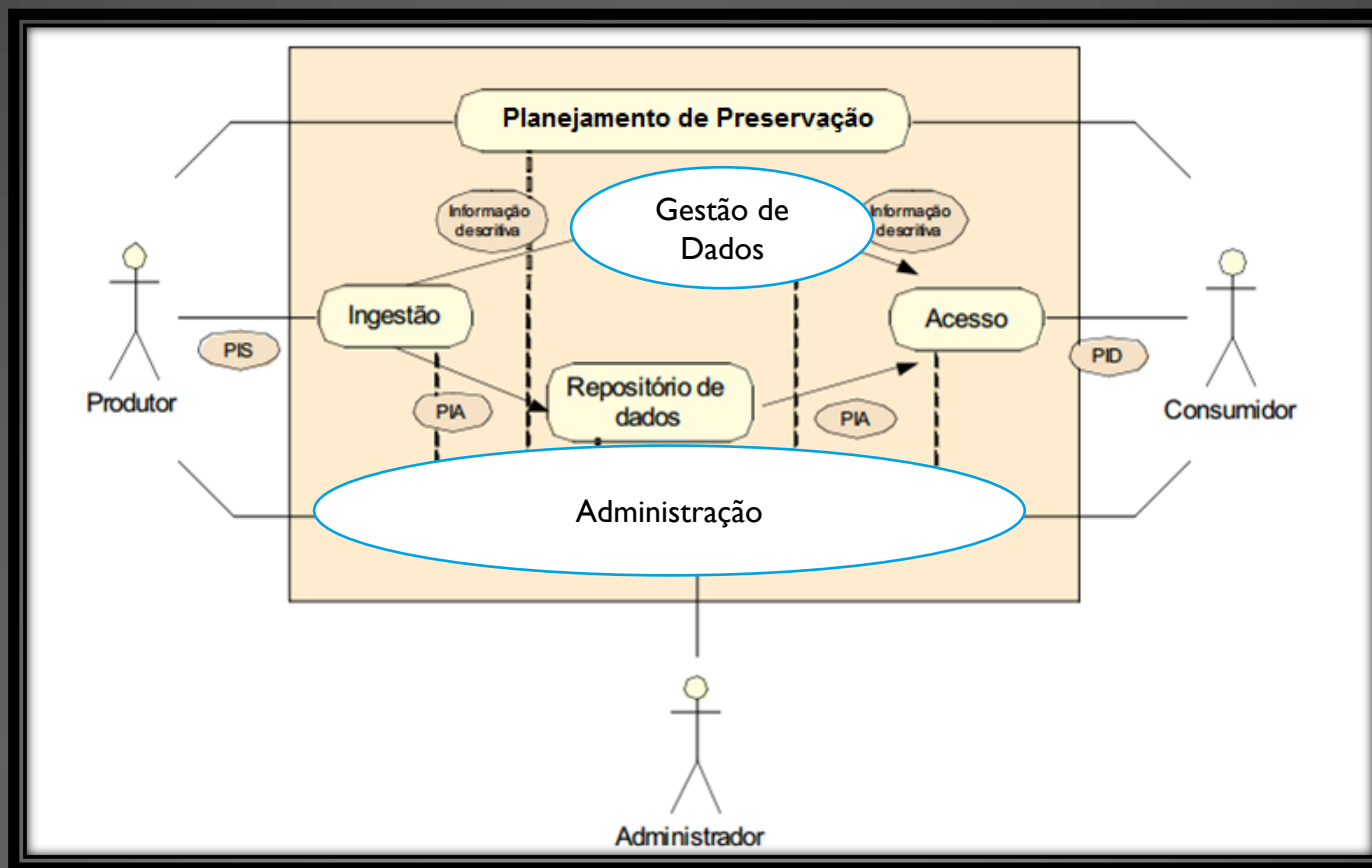 Planejamento de Preservação
Informação
descritiva
Gestão de
Dados
Informação
descritiva
Ingestão
Acesso
PIS
PID
Produtor
Consumidor
Repositório de
dados
PIA
PIA
Administração
Administrador